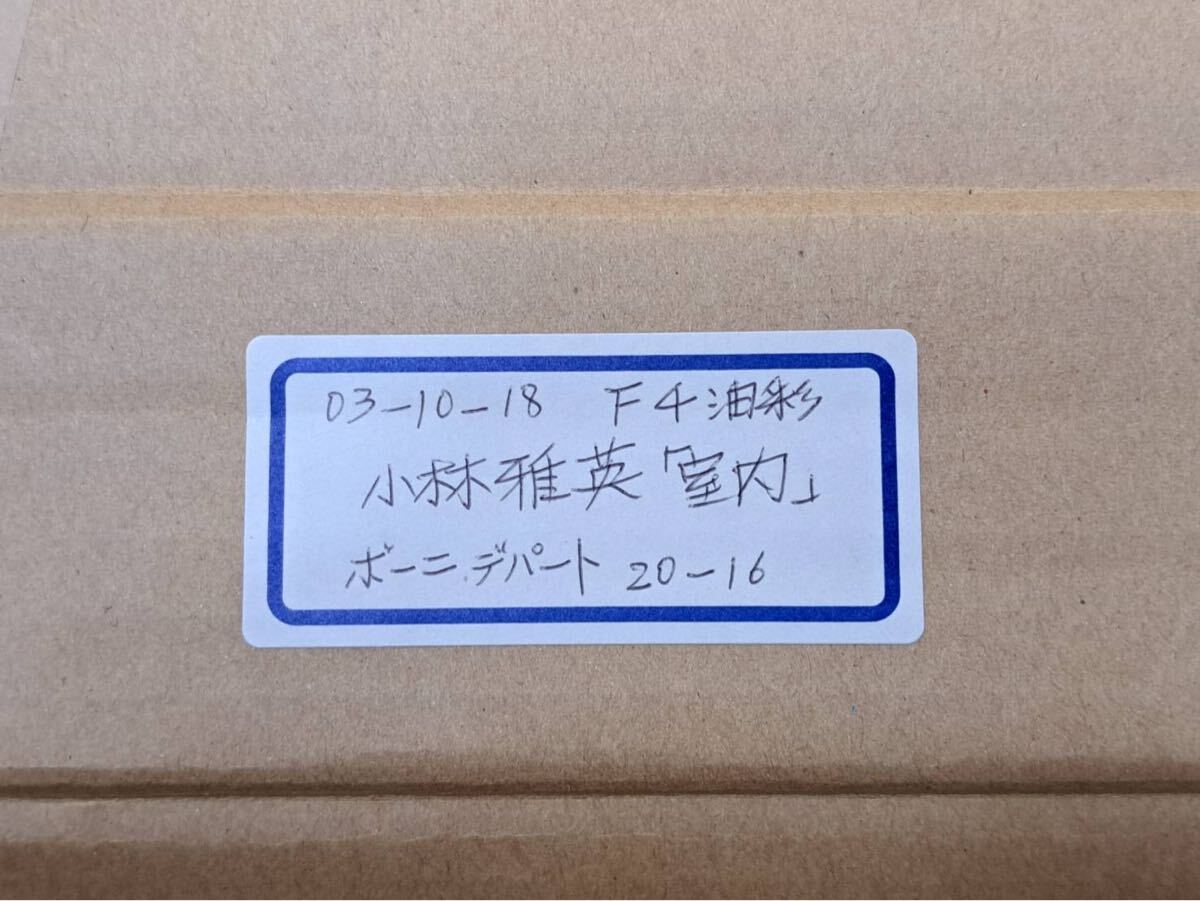 03-10-18 F4油彩
小林雅英「室内」
ボーニ.デパート 20-16